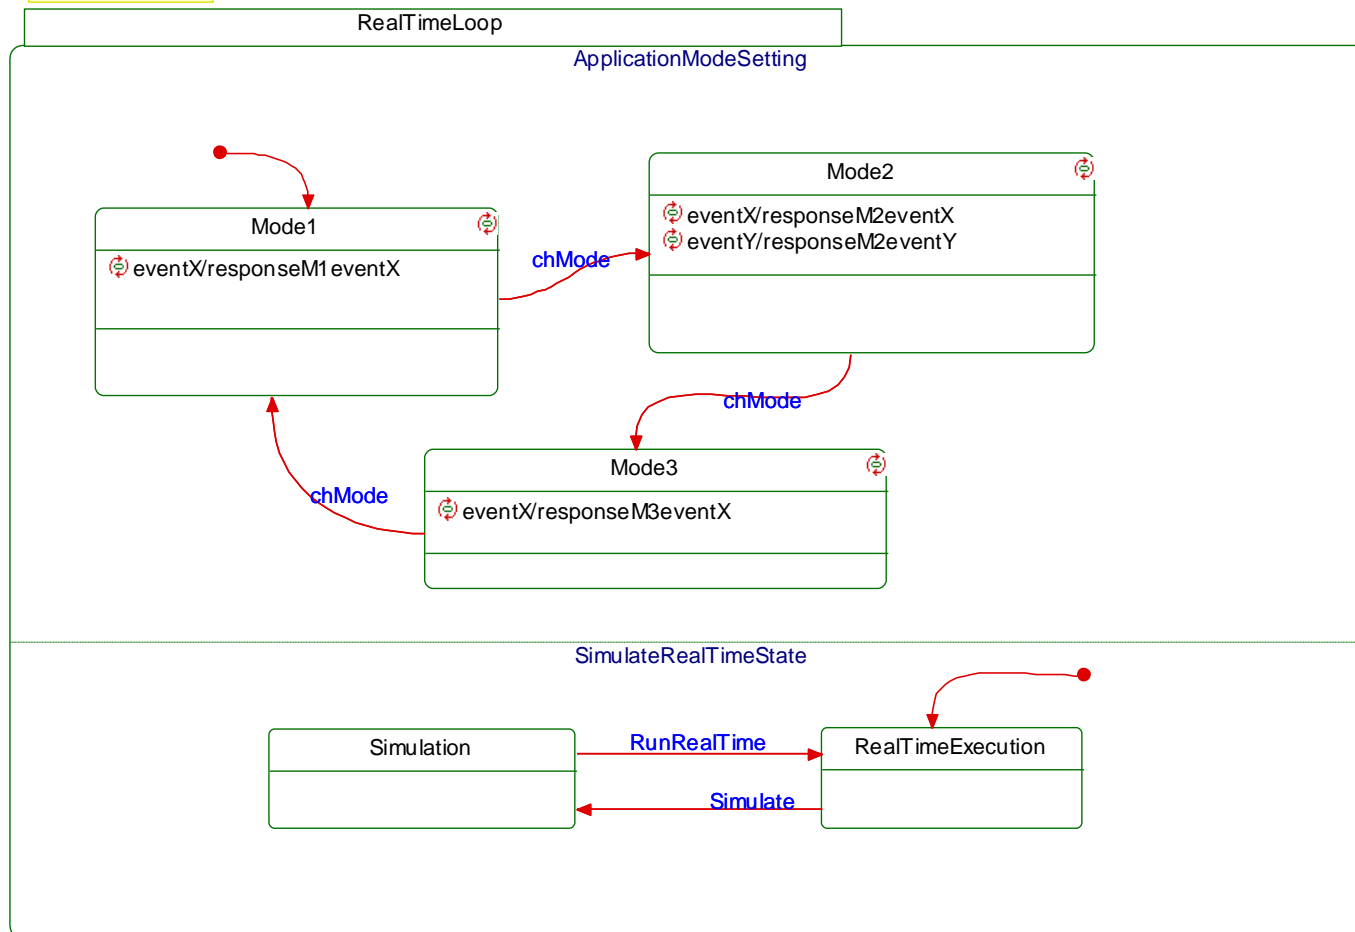 RealTimeLoop
ApplicationModeSetting
Mode1
eventX/responseM1eventX
chMode
Mode2
eventX/responseM2eventX
eventY/responseM2eventY
chMode
Mode3
eventX/responseM3eventX
chMode
SimulateRealTimeState
Simulation
RunRealTime
RealTimeExecution
Simulate